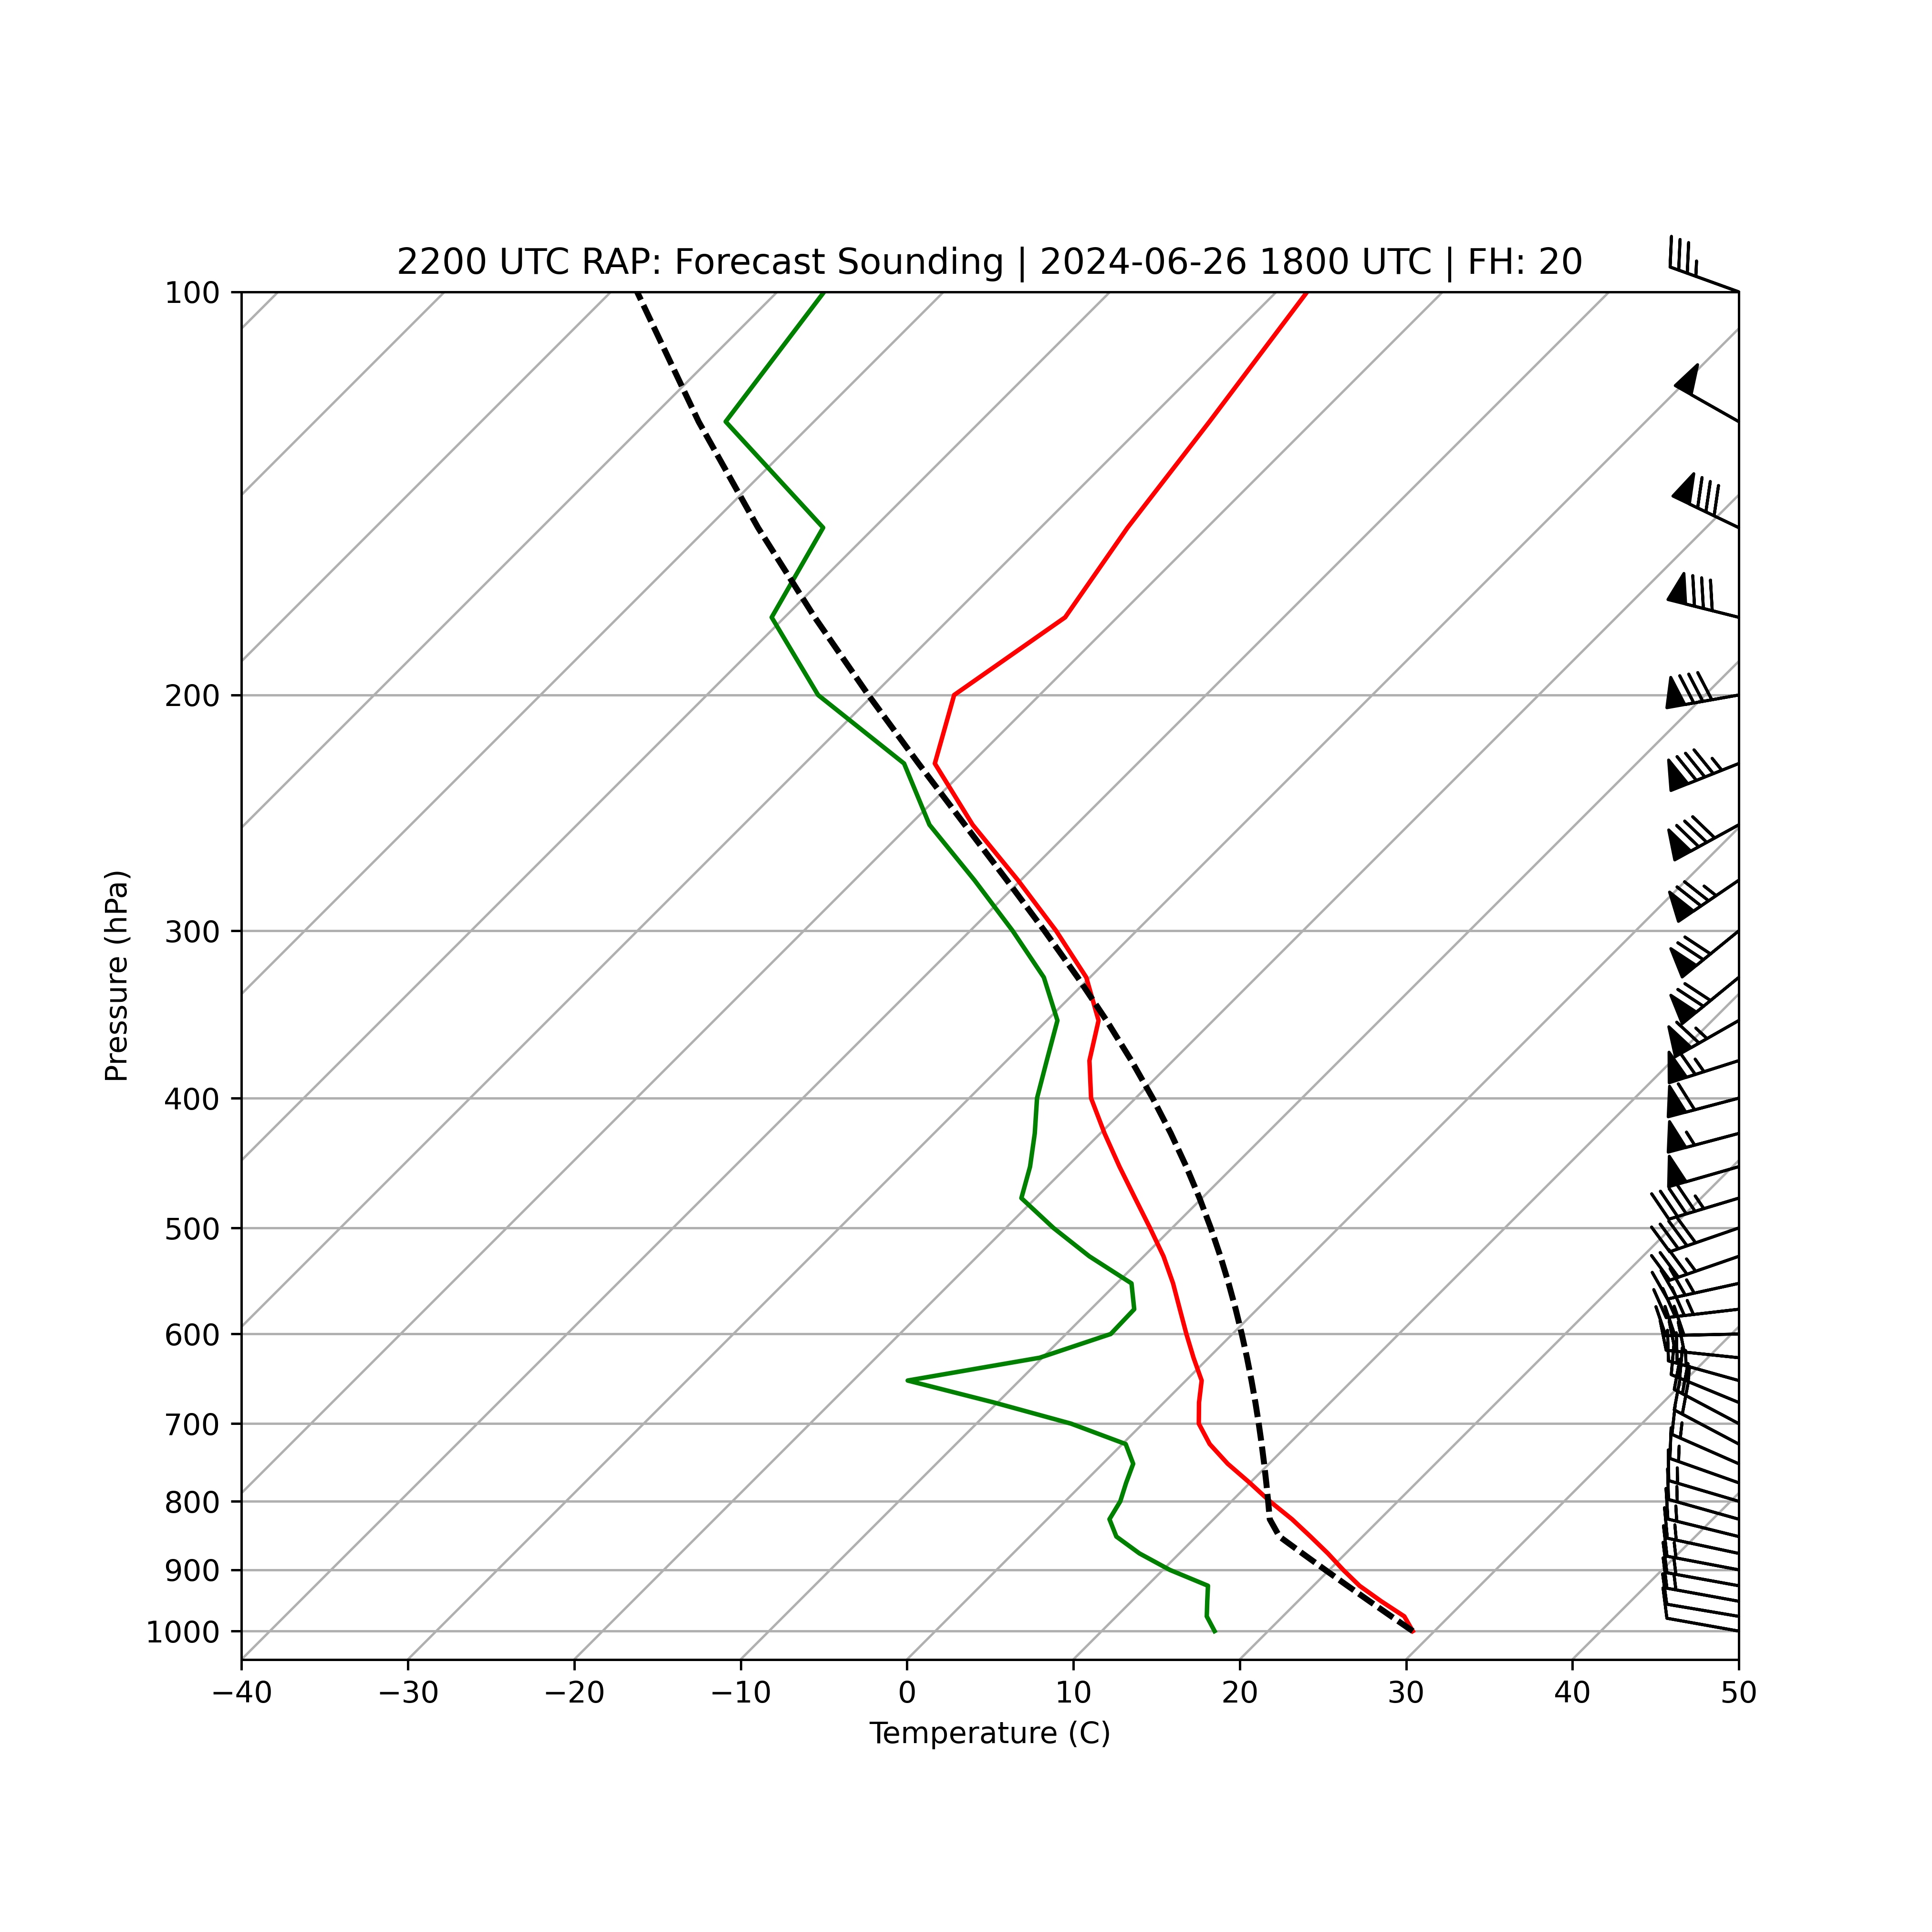 2200 UTC RAP: Forecast Sounding | 2024-06-26 1800 UTC | FH: 20
100
200
300
400
500
600
700
800
900
1000
Pressure (hPa)
−40 −30 −20 −10 0 10 20 30 40 50
Temperature (C)